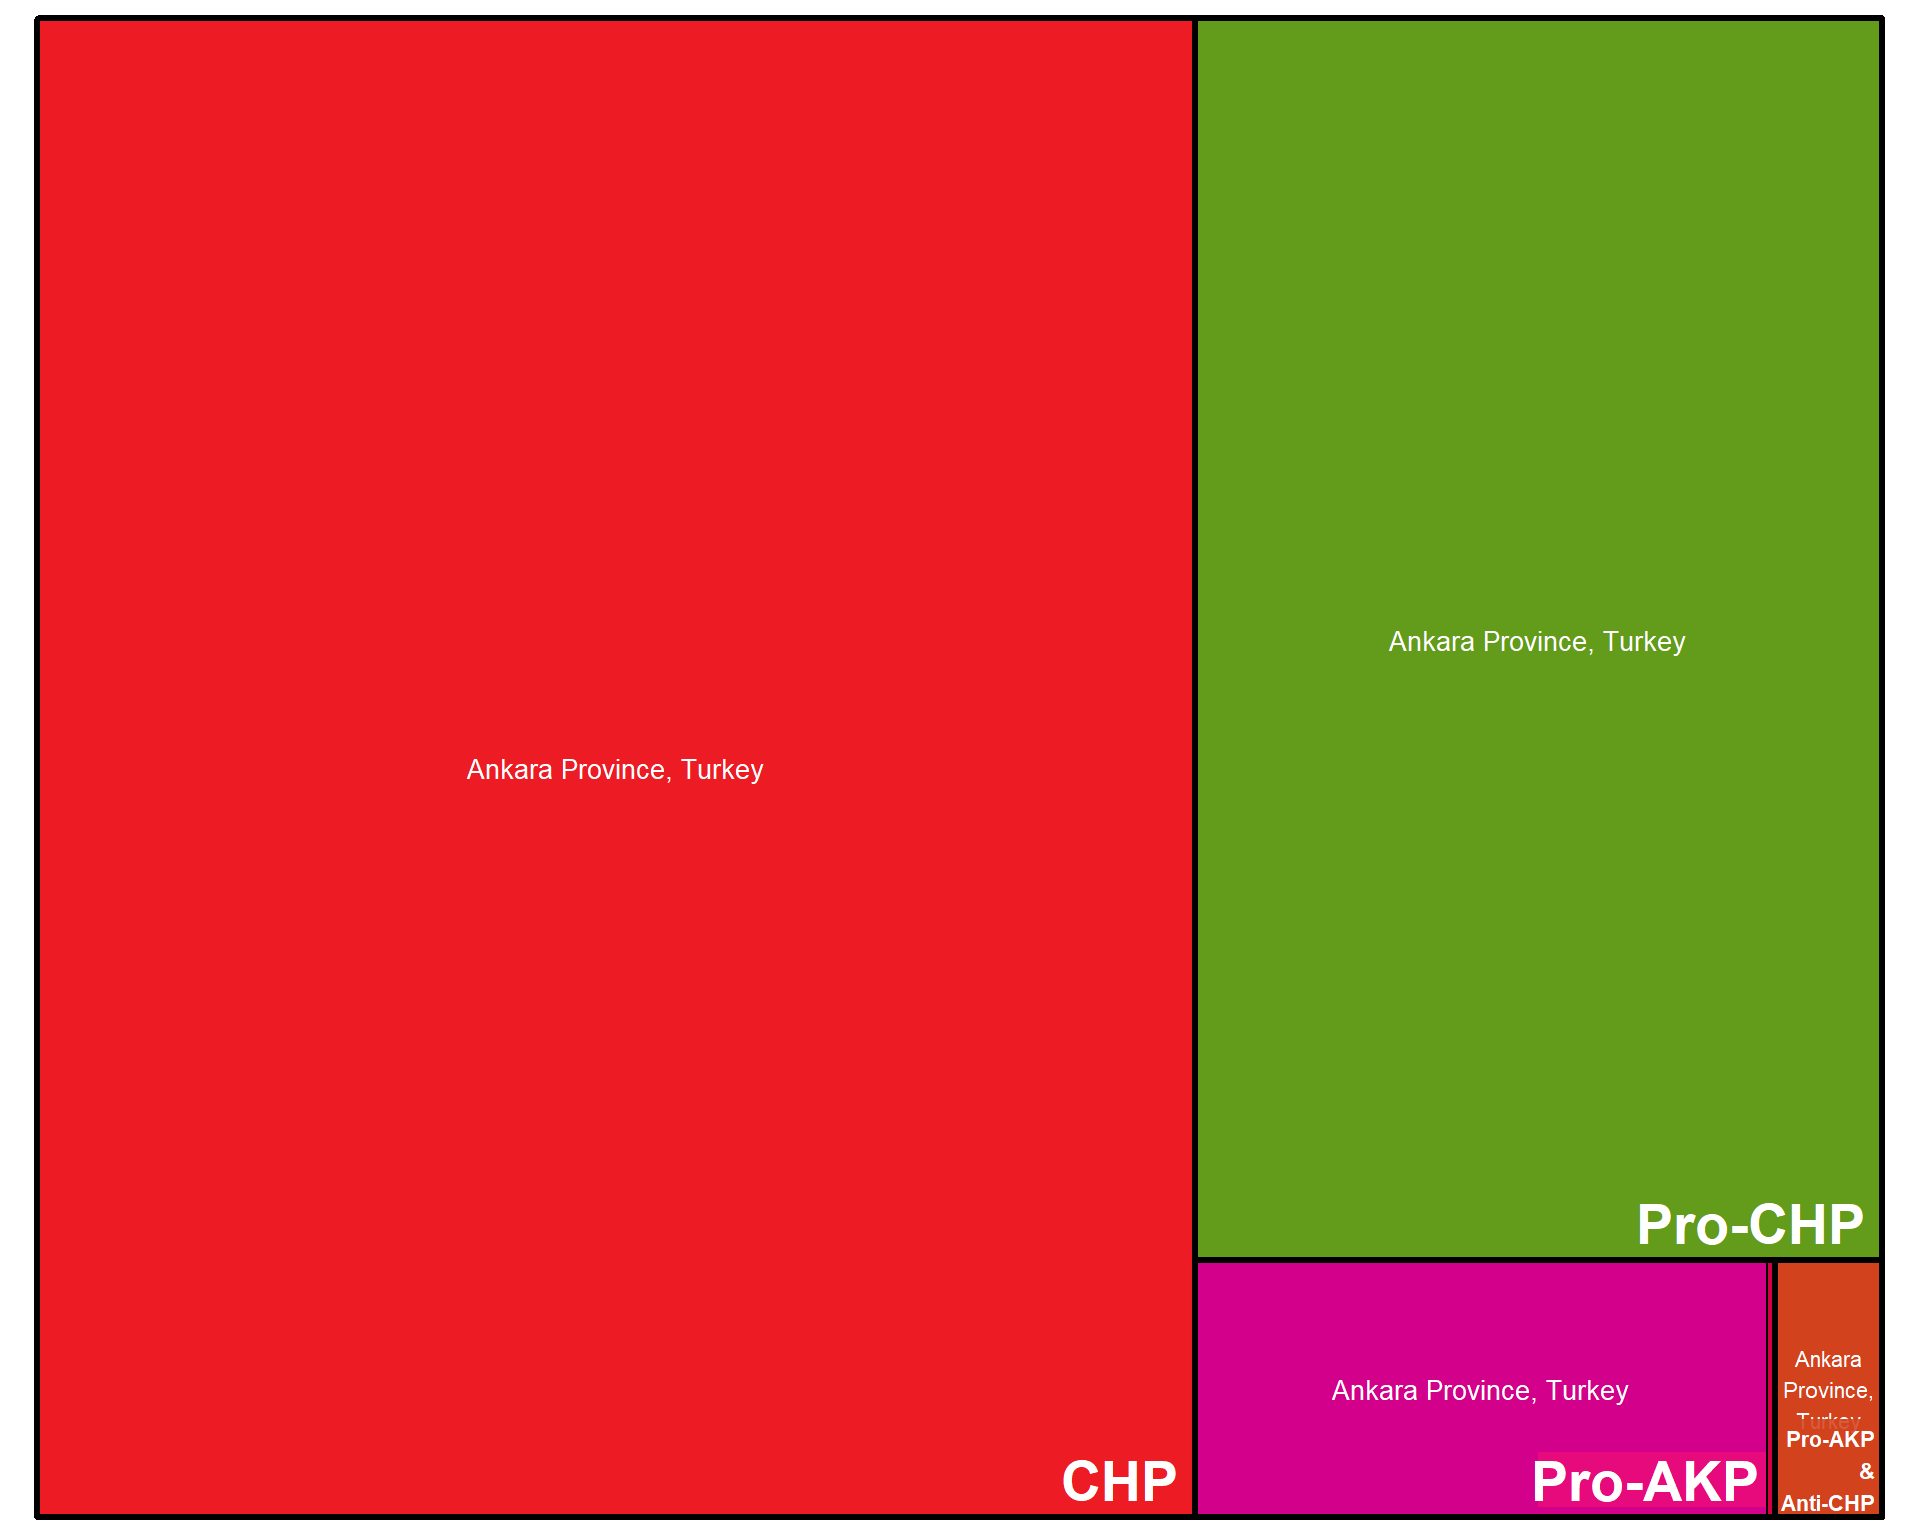 Ankara Province, Turkey
CHP
Ankara Province, Turkey
Pro-CHP
Ankara Province, Turkey
Pro-AKP
Ankara
Province,
Turkey
Pro-AKP
&
Anti-CHP